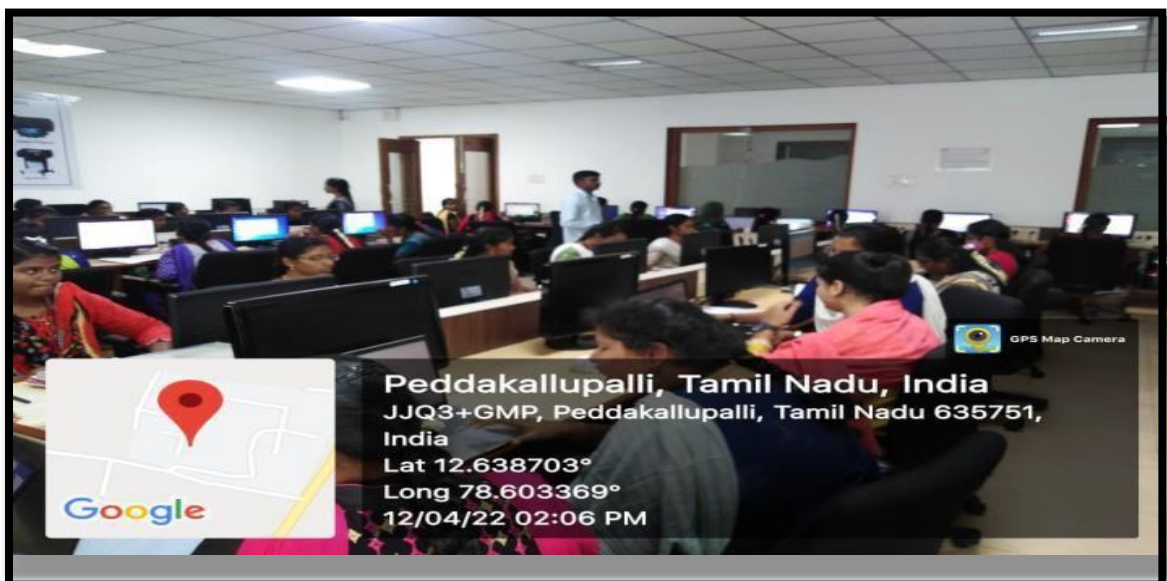 GPS Map Camera
Peddakallupalli, Tamil Nadu, India
JJQ3+GMP, Peddakallupalli, Tamil Nadu 635751,
India
Lat 12.638703°
Long 78.603369°
12/04/22 02:06 PM
Google